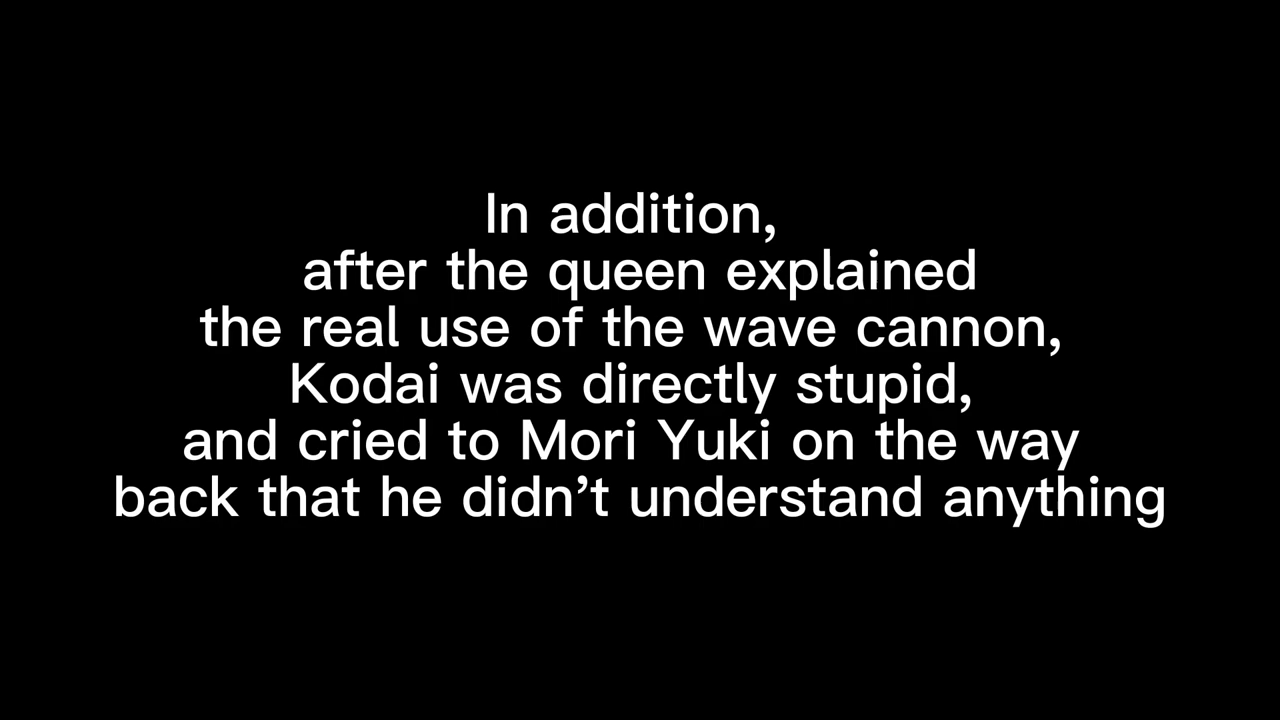 In addition,
after the queen explained
the real use of the wave cannon,
Kodai was directly stupid,
and cried to Mori Yuki on the way
back that he didn’t understand anything